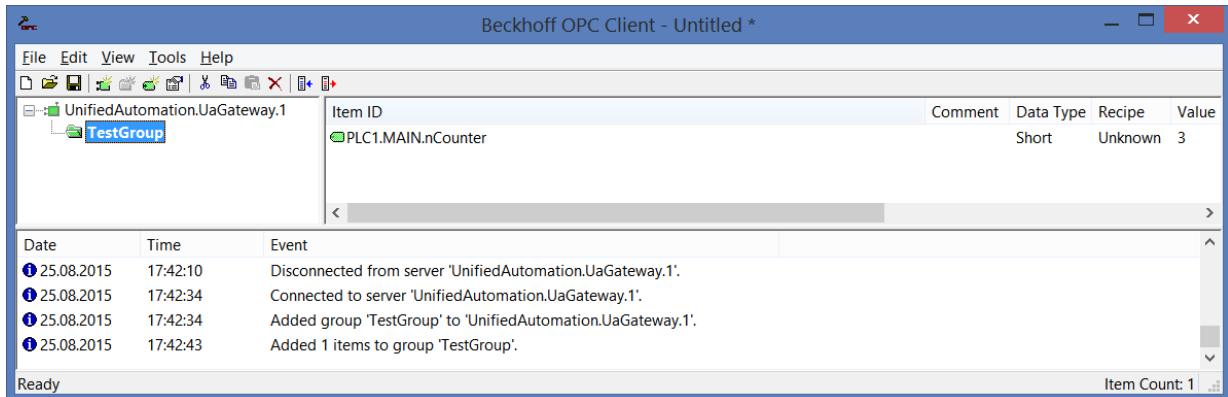 Beckhoff OPC Client - Untitled *
File Edit View Tools Help
UnifiedAutomation.UaGateway.1
TestGroup
Item ID Comment Data Type Recipe Value
PLC1.MAIN.nCounter Short Unknown 3
Date Time Event
25.08.2015 17:42:10 Disconnected from server 'UnifiedAutomation.UaGateway.1'.
25.08.2015 17:42:34 Connected to server 'UnifiedAutomation.UaGateway.1'.
25.08.2015 17:42:34 Added group 'TestGroup' to 'UnifiedAutomation.UaGateway.1'.
25.08.2015 17:42:43 Added 1 items to group 'TestGroup'.
Ready Item Count: 1